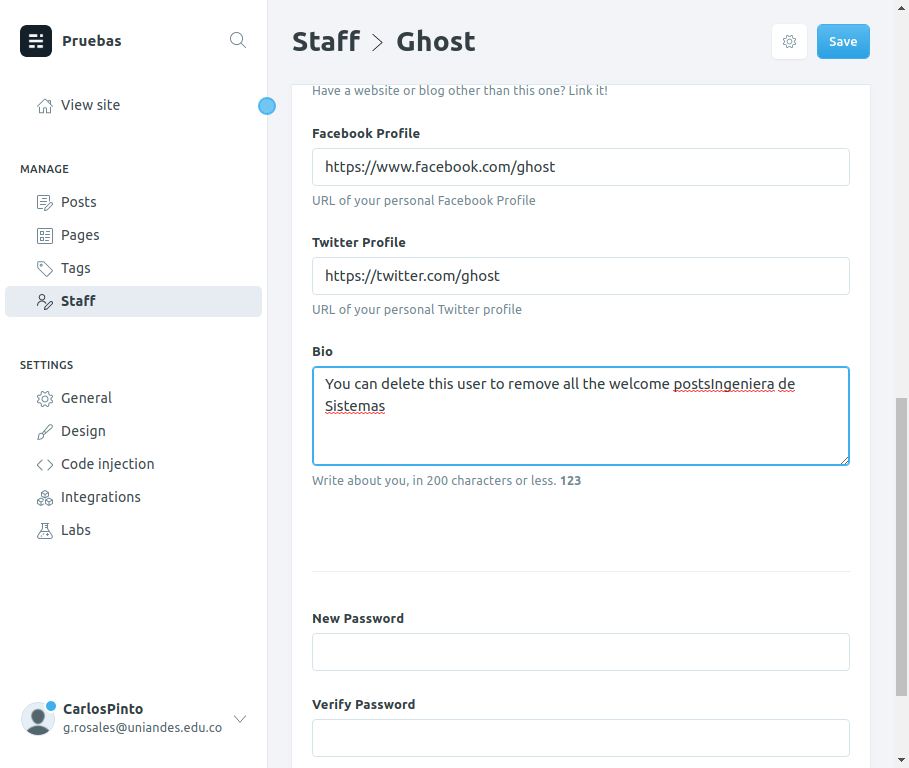 Pruebas
View site
MANAGE
Posts
Pages
Tags
Staff
SETTINGS
General
Design
Code injection
Integrations
Labs
CarlosPinto
g.rosales@uniandes.edu.co
Staff > Ghost
Save
Have a website or blog other than this one? Link it!
Facebook Profile
https://www.facebook.com/ghost
URL of your personal Facebook Profile
Twitter Profile
https://twitter.com/ghost
URL of your personal Twitter profile
Bio
You can delete this user to remove all the welcome postsIngeniera de
Sistemas
Write about you, in 200 characters or less. 123
New Password
Verify Password